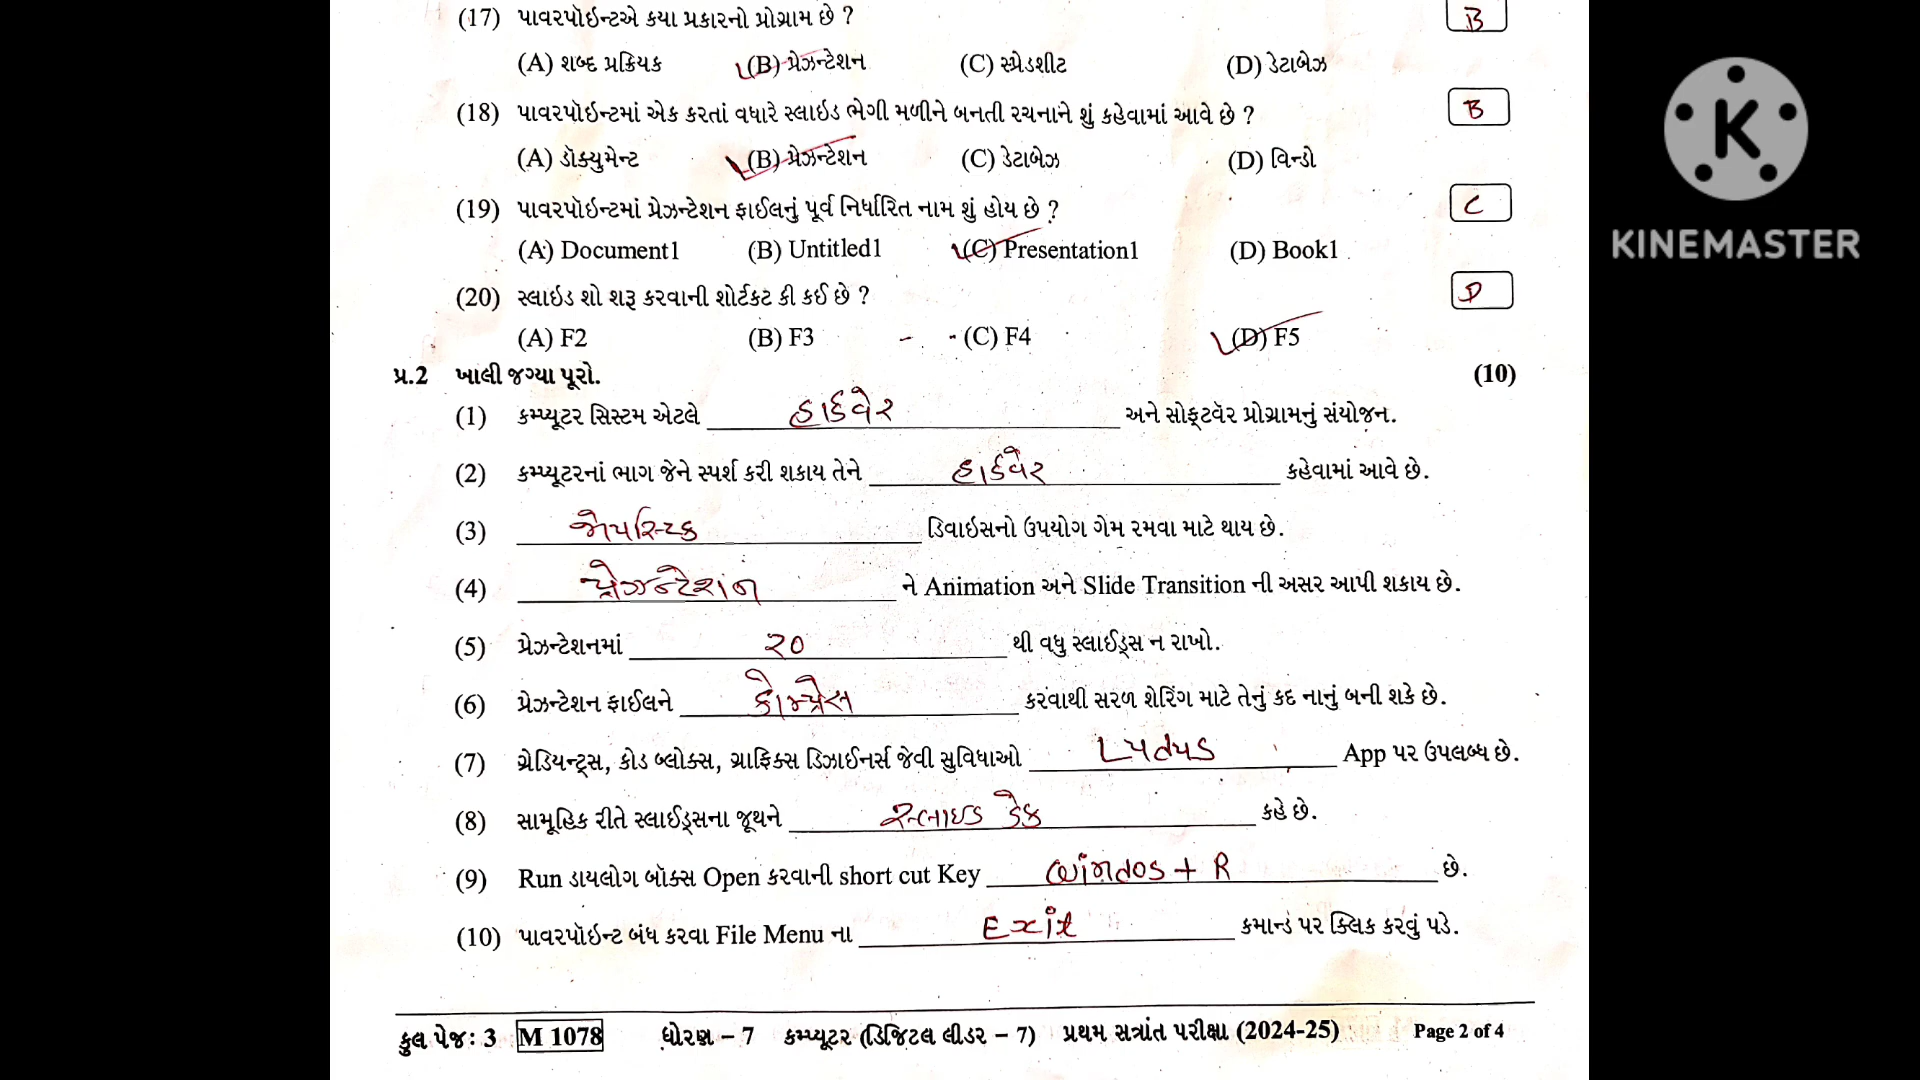 (17) પાવરપૉઇન્ટએ કયા પ્રકારનો પ્રોગ્રામ છે ? B
(A) શબ્દ પ્રક્રિયક (B) પ્રેઝન્ટેશન (C) સ્પ્રેડશીટ (D) ડેટાબેઝ
(18) પાવરપૉઇન્ટમાં એક કરતાં વધારે સ્લાઇડ ભેગી મળીને બનતી રચનાને શું કહેવામાં આવે છે ? B
(A) ડૉક્યુમેન્ટ (B) પ્રેઝન્ટેશન (C) ડેટાબેઝ (D) વિન્ડો
(19) પાવરપૉઇન્ટમાં પ્રેઝન્ટેશન ફાઈલનું પૂર્વ નિર્ધારિત નામ શું હોય છે ? C
(A) Document1 (B) Untitled1 (C) Presentation1 (D) Book1
(20) સ્લાઇડ શો શરૂ કરવાની શોર્ટકટ કી કઈ છે ? D
(A) F2 (B) F3 (C) F4 (D) F5
પ્ર.2 ખાલી જગ્યા પૂરો. (10)
(1) કમ્પ્યૂટર સિસ્ટમ એટલે હાર્ડવેર અને સોફ્ટવૅર પ્રોગ્રામનું સંયોજન.
(2) કમ્પ્યૂટરનાં ભાગ જેને સ્પર્શ કરી શકાય તેને હાર્ડવેર કહેવામાં આવે છે.
(3) જોયસ્ટિક ડિવાઇસનો ઉપયોગ ગેમ રમવા માટે થાય છે.
(4) પ્રેઝન્ટેશન ને Animation અને Slide Transition ની અસર આપી શકાય છે.
(5) પ્રેઝન્ટેશનમાં ૨૦ થી વધુ સ્લાઈડ્સ ન રાખો.
(6) પ્રેઝન્ટેશન ફાઈલને કોમ્પ્રેસ કરવાથી સરળ શેરિંગ માટે તેનું કદ નાનું બની શકે છે.
(7) ગ્રેડિયન્ટ્સ, કોડ બ્લોક્સ, ગ્રાફિક્સ ડિઝાઈનર્સ જેવી સુવિધાઓ App પર ઉપલબ્ધ છે.
(8) સામૂહિક રીતે સ્લાઈડ્સના જૂથને સ્લાઇડ ડેક કહે છે.
(9) Run ડાયલોગ બૉક્સ Open કરવાની short cut Key + R છે.
(10) પાવરપૉઇન્ટ બંધ કરવા File Menu ના Exit કમાન્ડ પર ક્લિક કરવું પડે.
કુલ પેજ: 3 M 1078 ધોરણ – 7 કમ્પ્યૂટર (ડિજિટલ લીડર – 7) પ્રથમ સત્રાંત પરીક્ષા (2024-25) Page 2 of 4
K
KINEMASTER